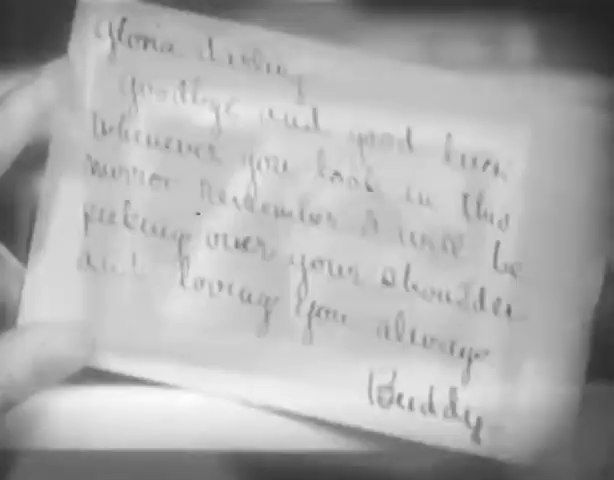 Gloria darling
goodbye and good luck
Whenever you look in this
mirror remember I will be
peeking over your shoulder
and loving you always
Buddy